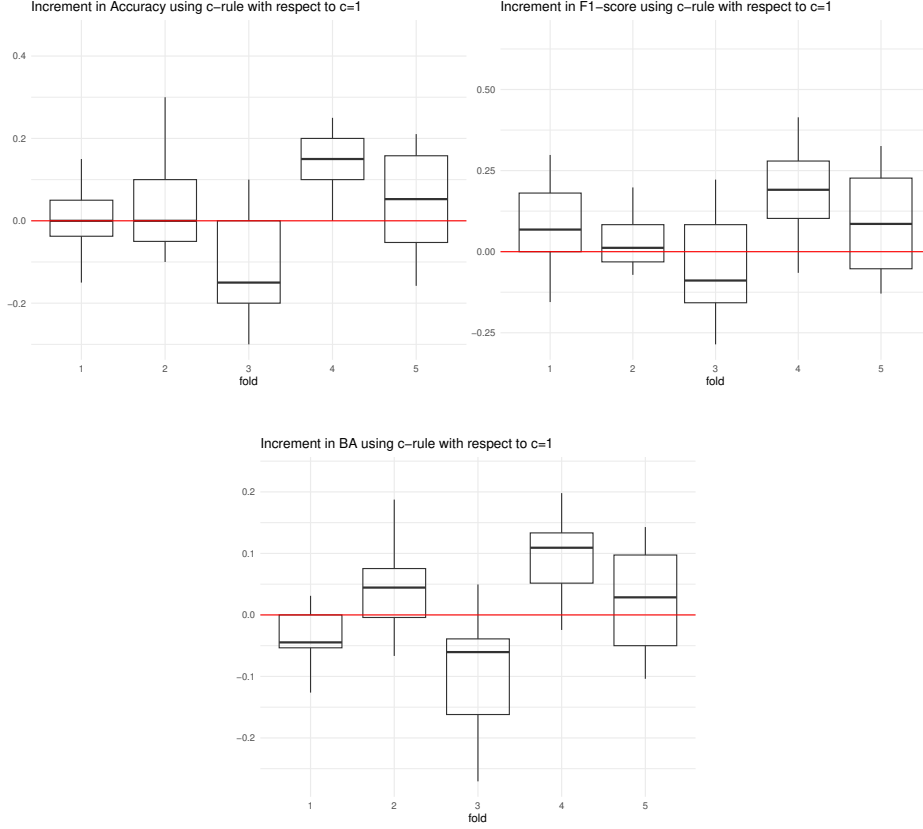 Increment in Accuracy using c−rule with respect to c=1
0.4
0.2
0.0
−0.2
1 2 3 4 5
fold
Increment in F1−score using c−rule with respect to c=1
0.50
0.25
0.00
−0.25
1 2 3 4 5
fold
Increment in BA using c−rule with respect to c=1
0.2
0.1
0.0
−0.1
−0.2
1 2 3 4 5
fold